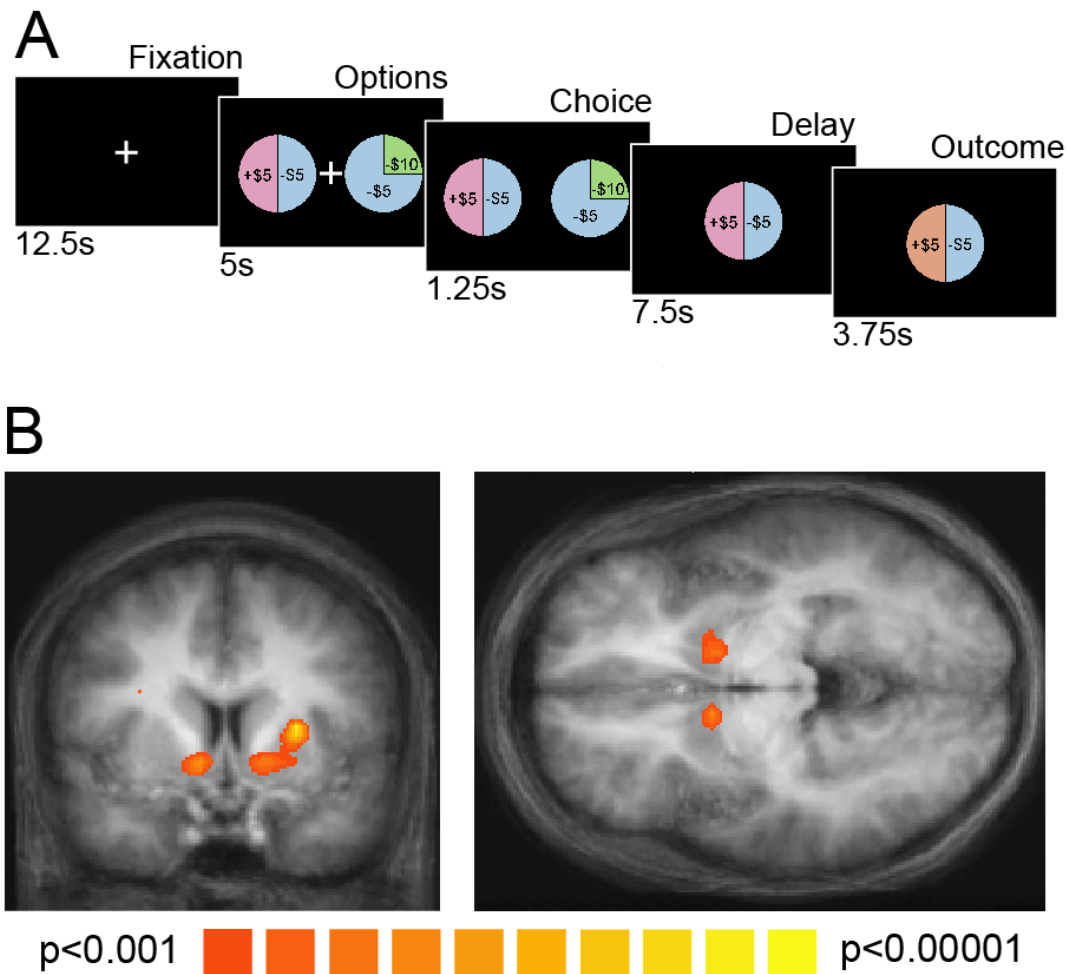 A
Fixation
Options
Choice
Delay
Outcome
+
+$5 -S5 + -$10
-$5
+$5 -S5 -$10
-$5
+$5 -$5
+$5 -S5
12.5s
5s
1.25s
7.5s
3.75s
B
p<0.001 p<0.00001